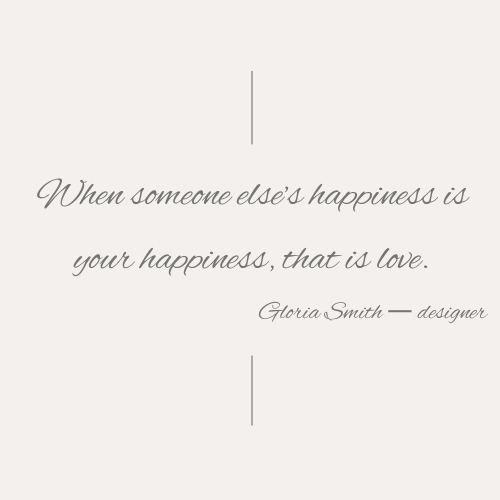 When someone else's happiness is
your happiness, that is love.
Gloria Smith — designer